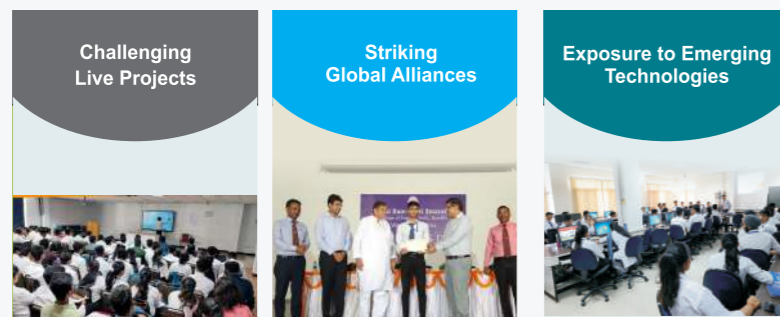 Challenging
Live Projects
Striking
Global Alliances
Exposure to Emerging
Technologies